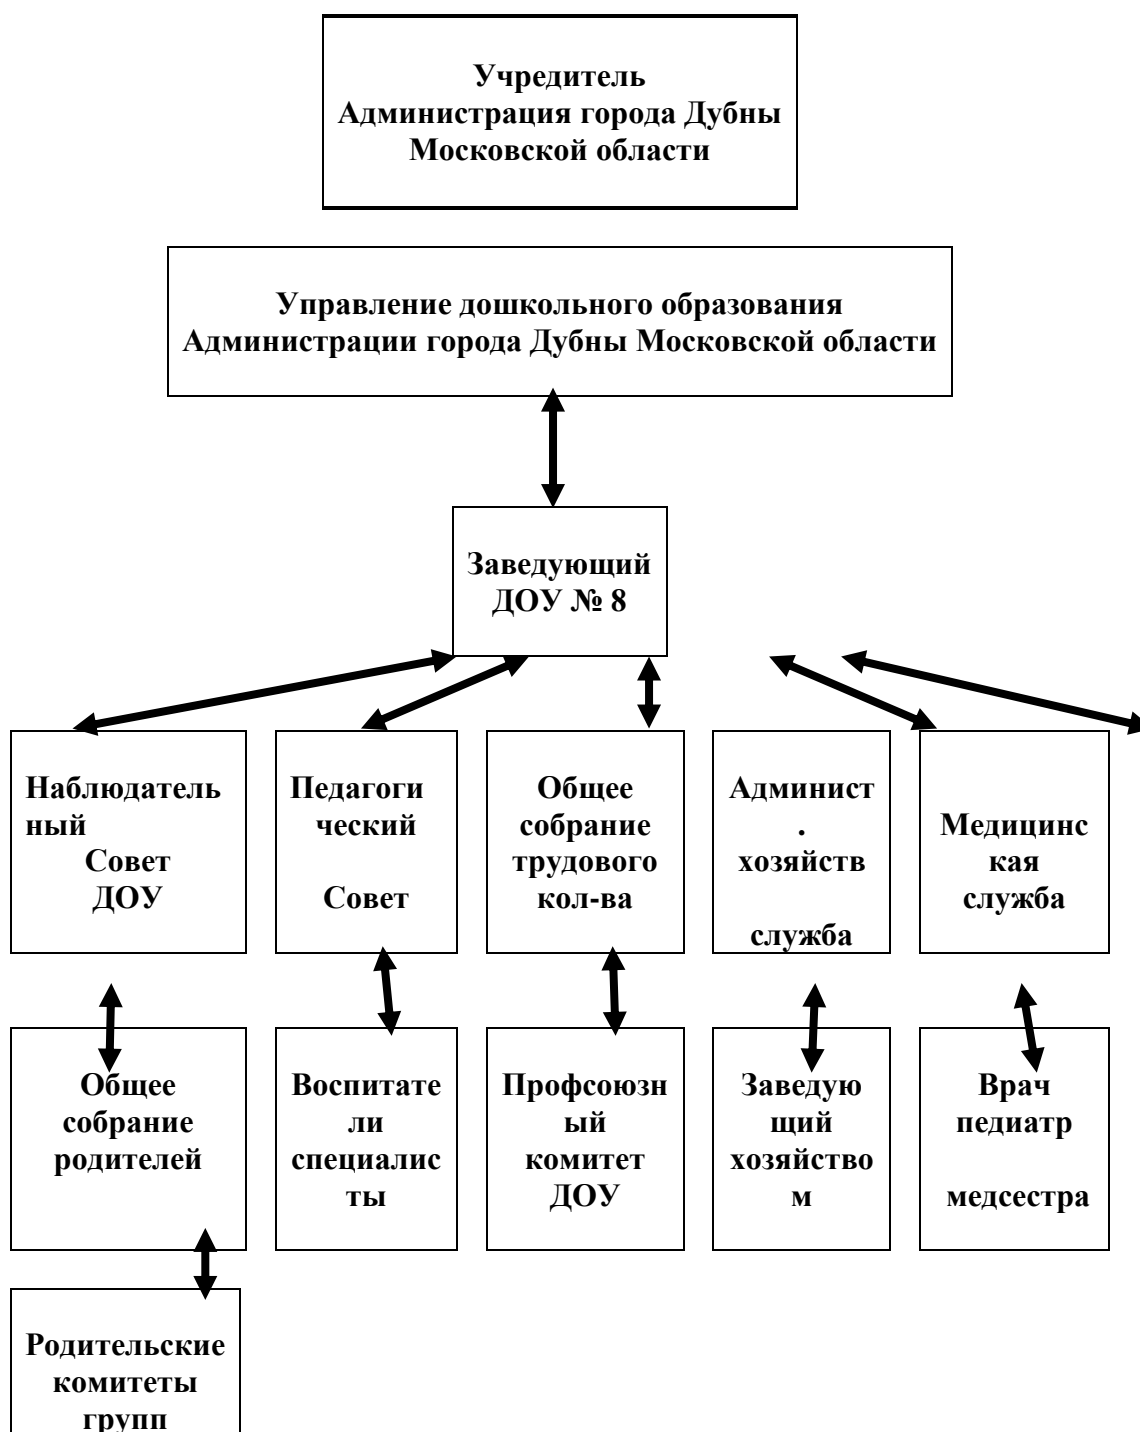 Учредитель
Администрация города Дубны
Московской области
Управление дошкольного образования
Администрации города Дубны Московской области
Заведующий
ДОУ № 8
Наблюдатель
ный
Совет
ДОУ
Педагоги
ческий
Совет
Общее
собрание
трудового
кол-ва
Админист
.
хозяйств
служба
Медицинс
кая
служба
Общее
собрание
родителей
Воспитате
ли
специалис
ты
Профсоюзн
ый
комитет
ДОУ
Заведую
щий
хозяйство
м
Врач
педиатр
медсестра
Родительские
комитеты
групп